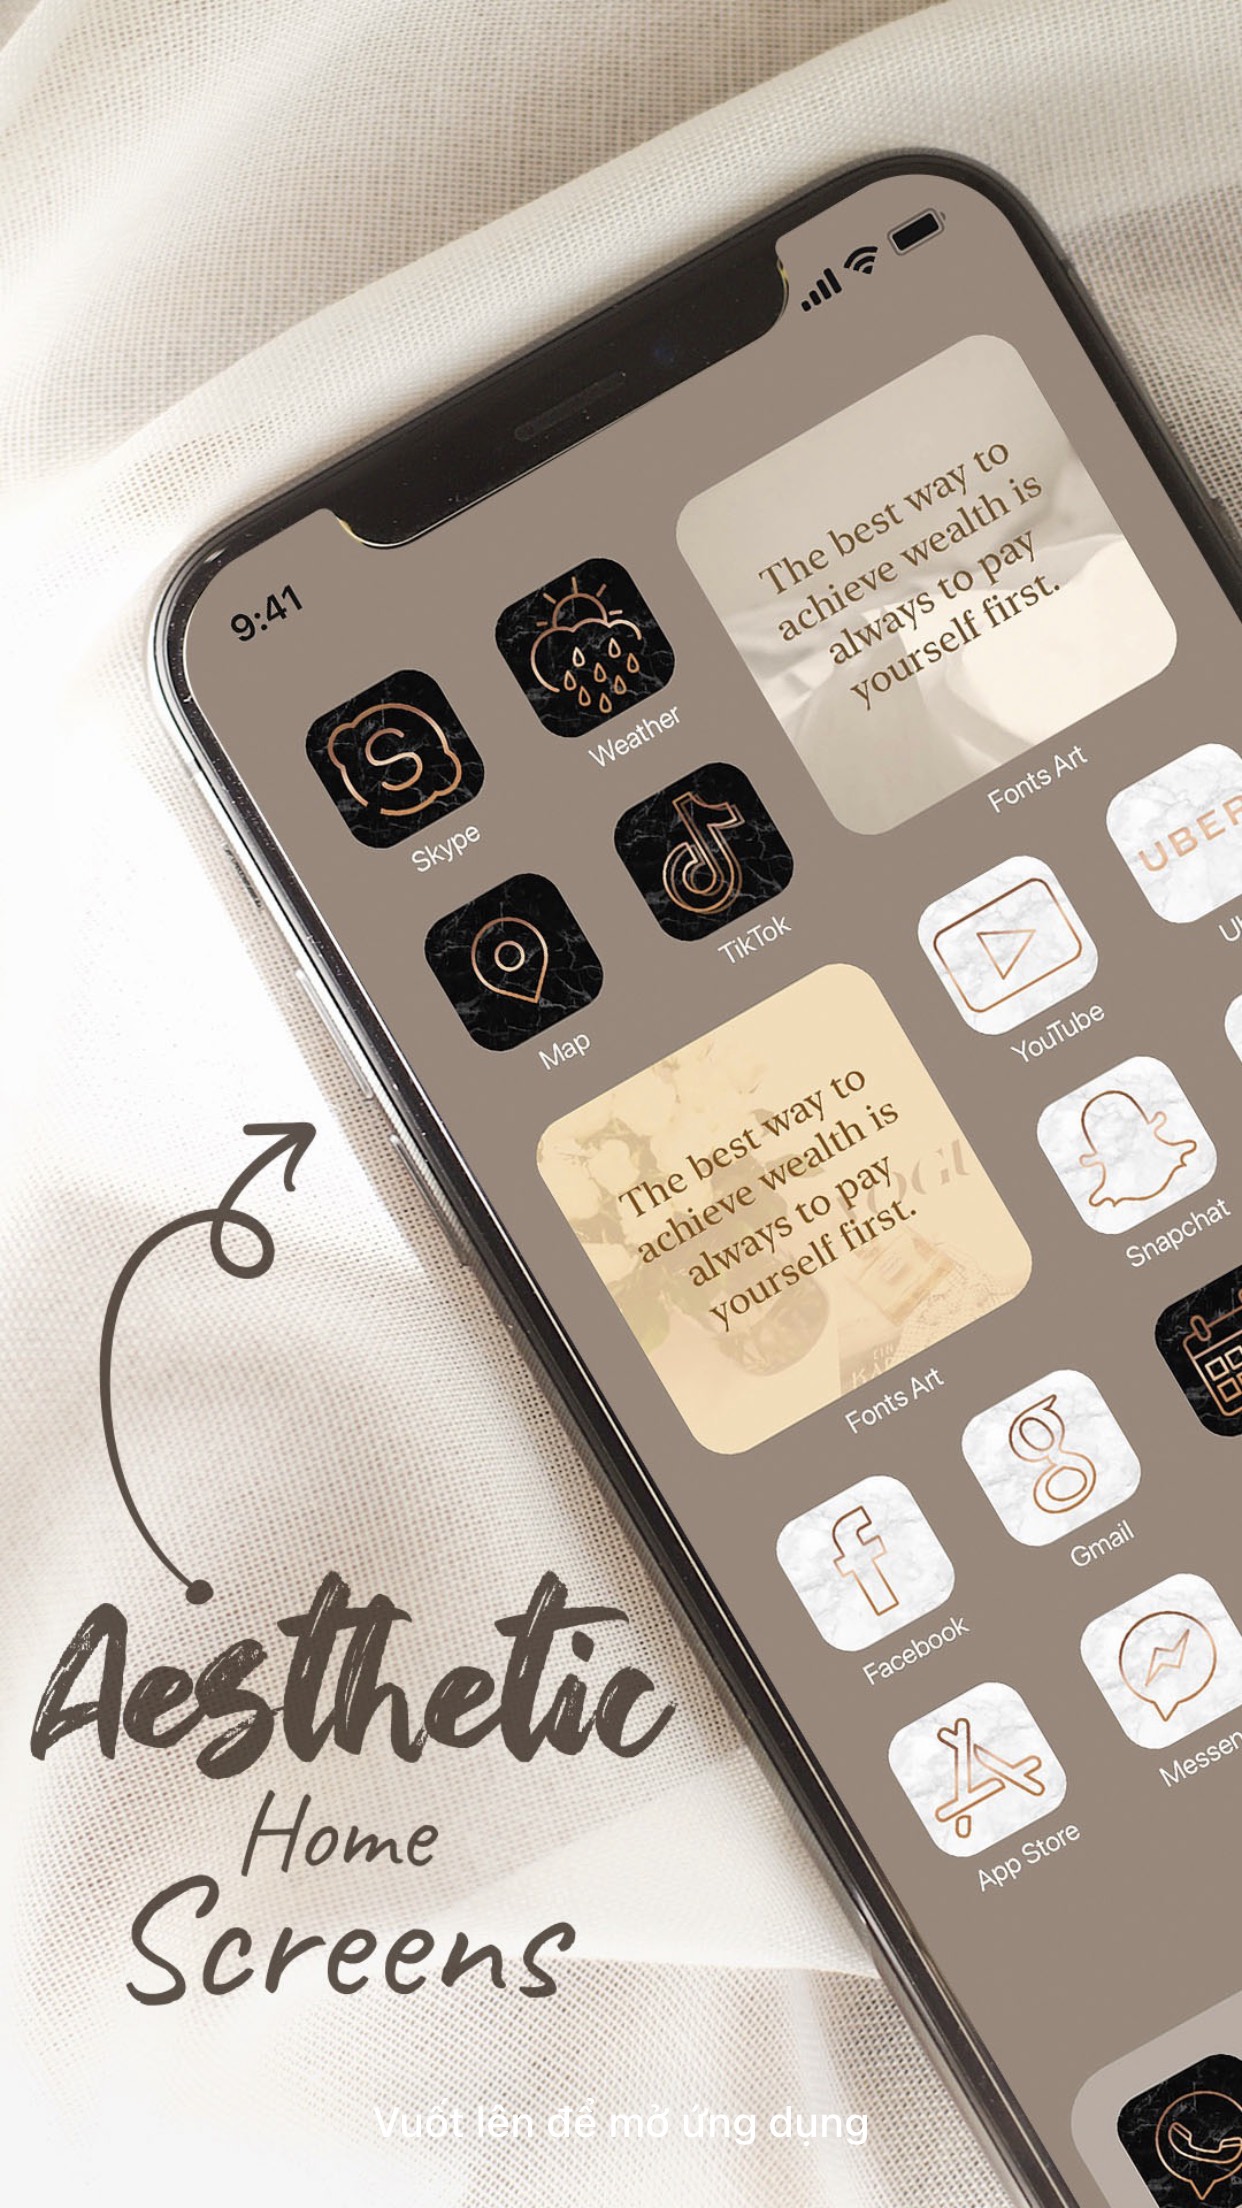 9:41
The best way to
achieve wealth is
always to pay
yourself first.
Fonts Art
Weather
Skype
TikTok
Map
UBER
YouTube
The best way to
achieve wealth is
always to pay
yourself first.
Fonts Art
Snapchat
Gmail
Facebook
Messen
App Store
Aesthetic
Home
Screens
Vuốt lên để mở ứng dụng